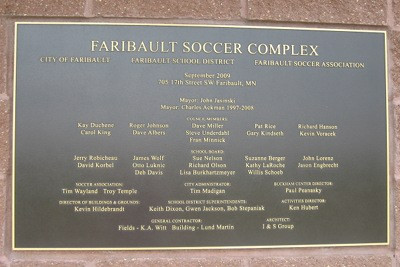 FARIBAULT SOCCER COMPLEX
CITY OF FARIBAULT FARIBAULT SCHOOL DISTRICT FARIBAULT SOCCER ASSOCIATION
September 2009
705 17th Street SW Faribault, MN
Mayor: John Jasinski
Mayor: Charles Ackman 1997-2008
COUNCIL MEMBERS:
Kay Duchene Roger Johnson Dave Miller Pat Rice Richard Hansen
Carol King Dave Albers Steve Underdahl Gary Kindseth Kevin Voracek
Fran Minnick
SCHOOL BOARD:
Jerry Robicheau James Wolf Sue Nelson Suzanne Berger John Lorenz
David Korbel Otto Luknic Richard Olson Kathy LaRoche Jason Engbrecht
Deb Davis Lisa Burkhartzmeyer Willie Schoeb
SOCCER ASSOCIATION: CITY ADMINISTRATOR: BUCKHAM CENTER DIRECTOR:
Tim Wayland Troy Temple Tim Madigan Paul Peanasky
DIRECTOR OF BUILDINGS & GROUNDS: SCHOOL DISTRICT SUPERINTENDENTS: ACTIVITIES DIRECTOR:
Kevin Hildebrandt Keith Dixon, Gwen Jackson, Bob Stepaniak Ken Hubert
GENERAL CONTRACTOR: ARCHITECT:
Fields - K.A. Witt Building - Lund Martin I & S Group